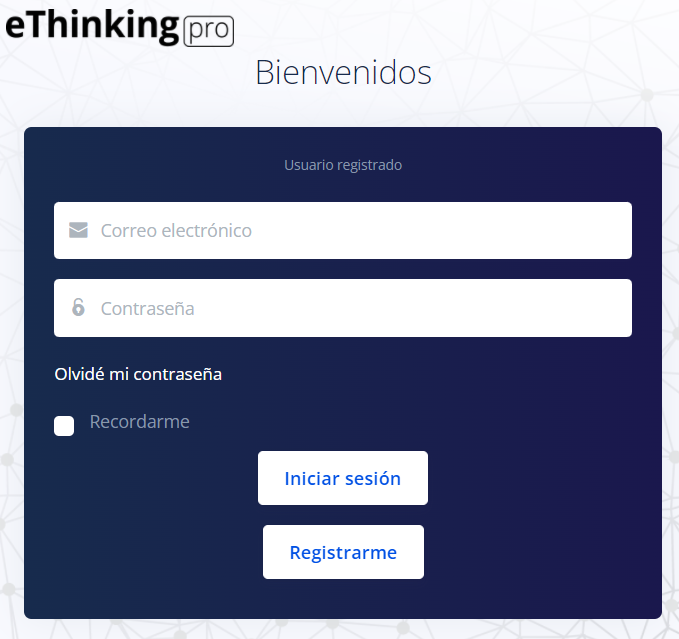 eThinking pro
Bienvenidos
Usuario registrado
Correo electrónico
Contraseña
Olvidé mi contraseña
Recordarme
Iniciar sesión
Registrarme